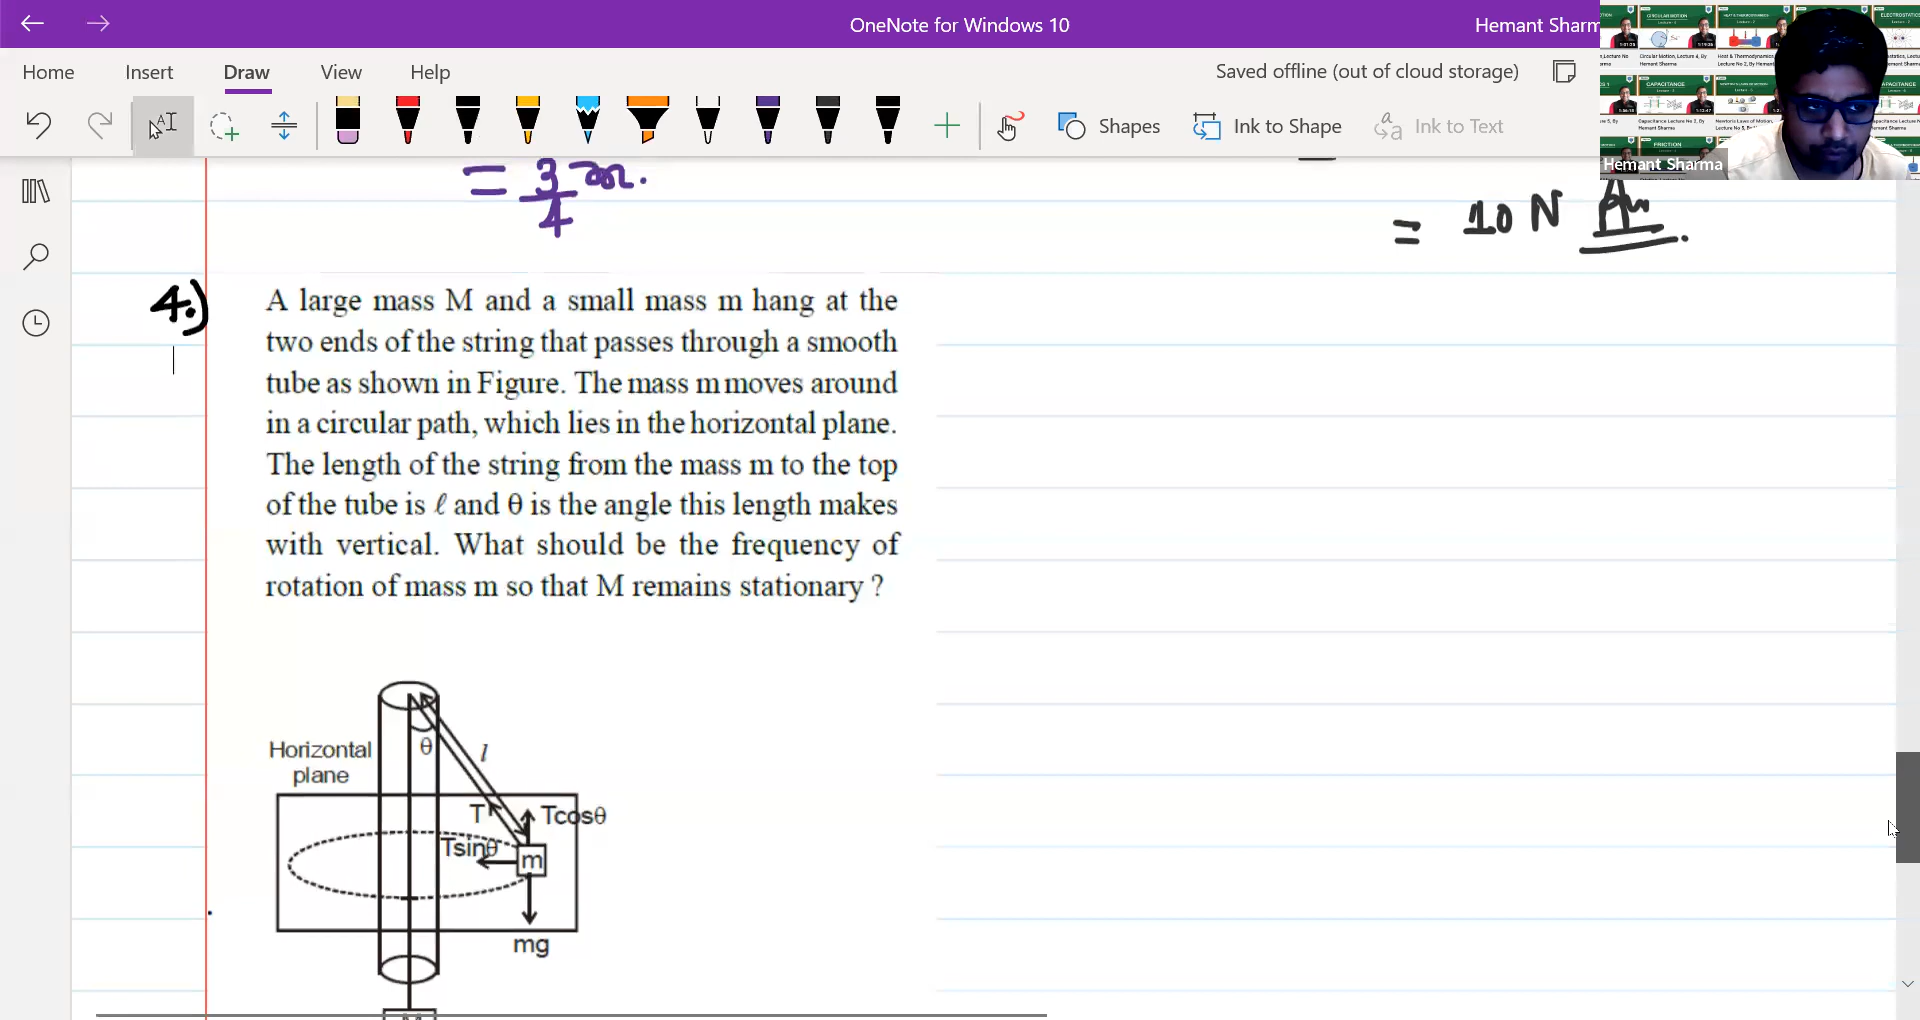 OneNote for Windows 10
Hemant Sharm
Home
Insert
Draw
View
Help
Saved offline (out of cloud storage)
Shapes
Ink to Shape
Ink to Text
CAPACITANCE
FRICTION
Hemant Sharma
= 3/4 m.
= 10 N
4.)
A large mass M and a small mass m hang at the
two ends of the string that passes through a smooth
tube as shown in Figure. The mass m moves around
in a circular path, which lies in the horizontal plane.
The length of the string from the mass m to the top
of the tube is ℓ and θ is the angle this length makes
with vertical. What should be the frequency of
rotation of mass m so that M remains stationary ?
θ
l
Horizontal
plane
T
Tcosθ
Tsinθ
m
mg